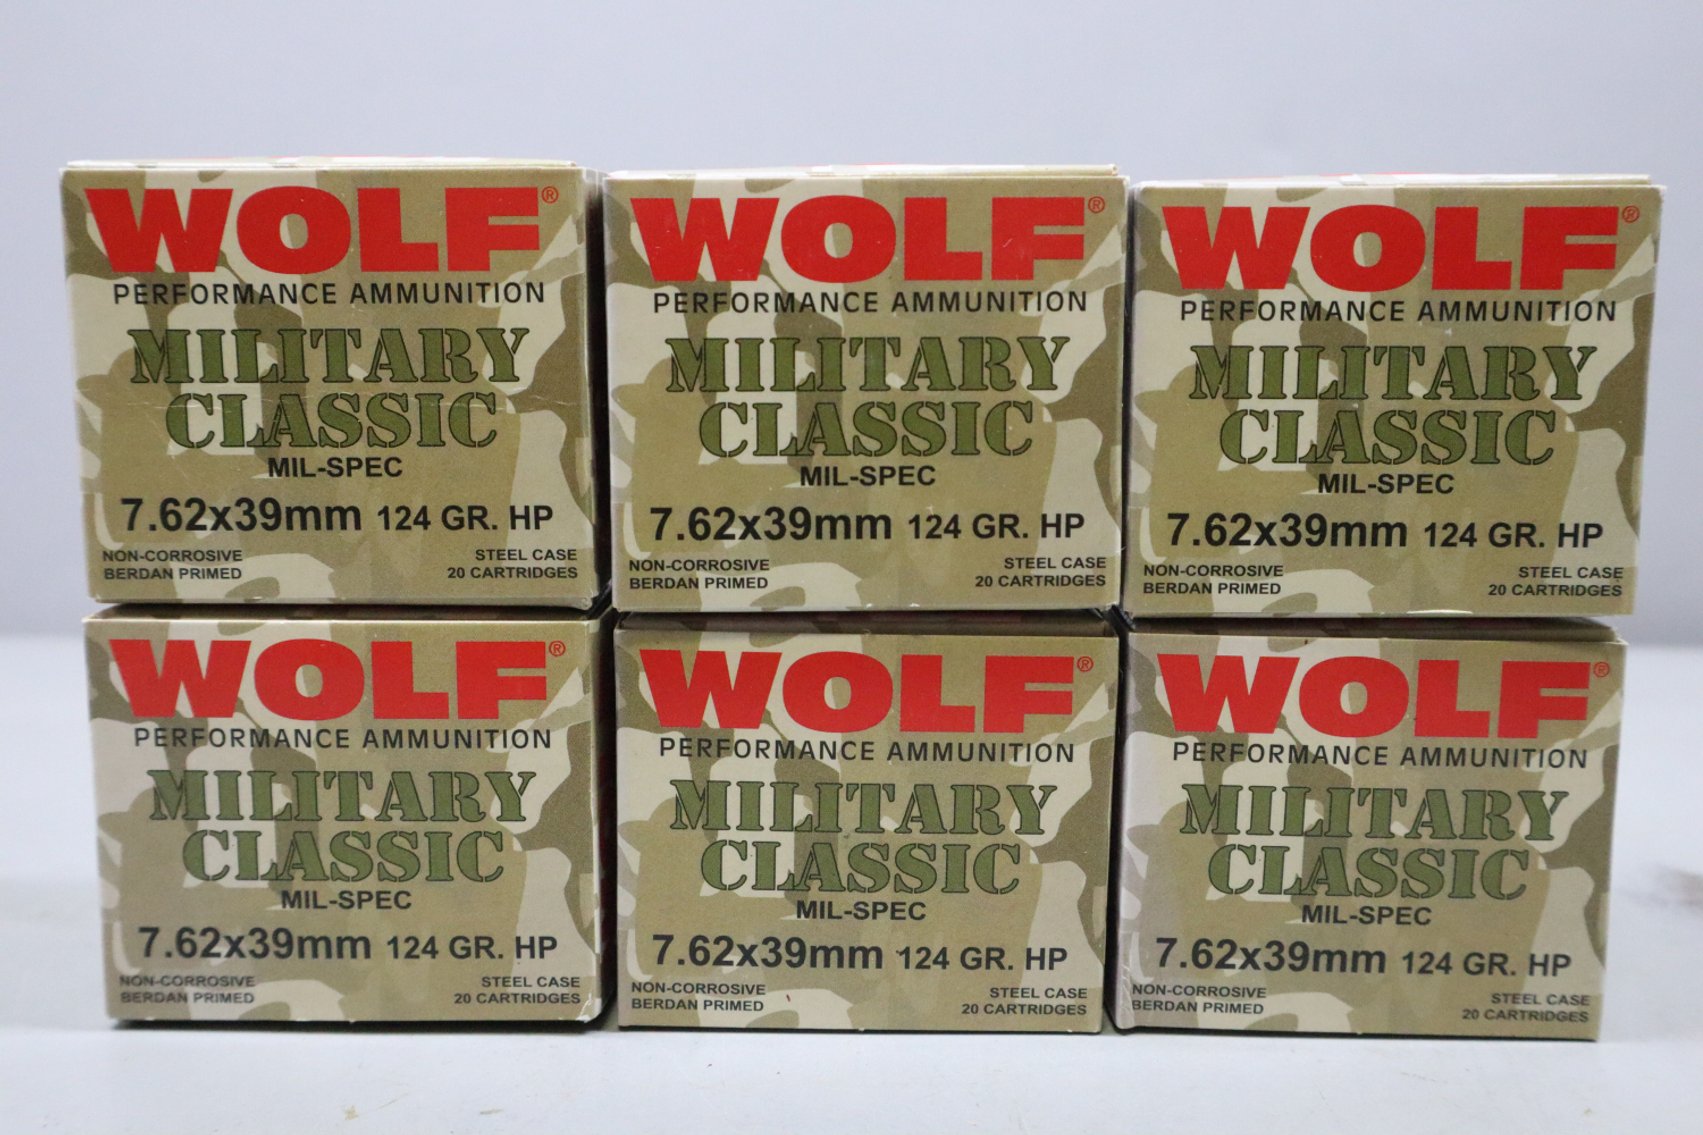 WOLF®
PERFORMANCE AMMUNITION
MILITARY
CLASSIC
MIL-SPEC
7.62x39mm 124 GR. HP
NON-CORROSIVE STEEL CASE
BERDAN PRIMED 20 CARTRIDGES
WOLF®
PERFORMANCE AMMUNITION
MILITARY
CLASSIC
MIL-SPEC
7.62x39mm 124 GR. HP
NON-CORROSIVE STEEL CASE
BERDAN PRIMED 20 CARTRIDGES
WOLF®
PERFORMANCE AMMUNITION
MILITARY
CLASSIC
MIL-SPEC
7.62x39mm 124 GR. HP
NON-CORROSIVE STEEL CASE
BERDAN PRIMED 20 CARTRIDGES
WOLF®
PERFORMANCE AMMUNITION
MILITARY
CLASSIC
MIL-SPEC
7.62x39mm 124 GR. HP
NON-CORROSIVE STEEL CASE
BERDAN PRIMED 20 CARTRIDGES
WOLF®
PERFORMANCE AMMUNITION
MILITARY
CLASSIC
MIL-SPEC
7.62x39mm 124 GR. HP
NON-CORROSIVE STEEL CASE
BERDAN PRIMED 20 CARTRIDGES
WOLF®
PERFORMANCE AMMUNITION
MILITARY
CLASSIC
MIL-SPEC
7.62x39mm 124 GR. HP
NON-CORROSIVE STEEL CASE
BERDAN PRIMED 20 CARTRIDGES